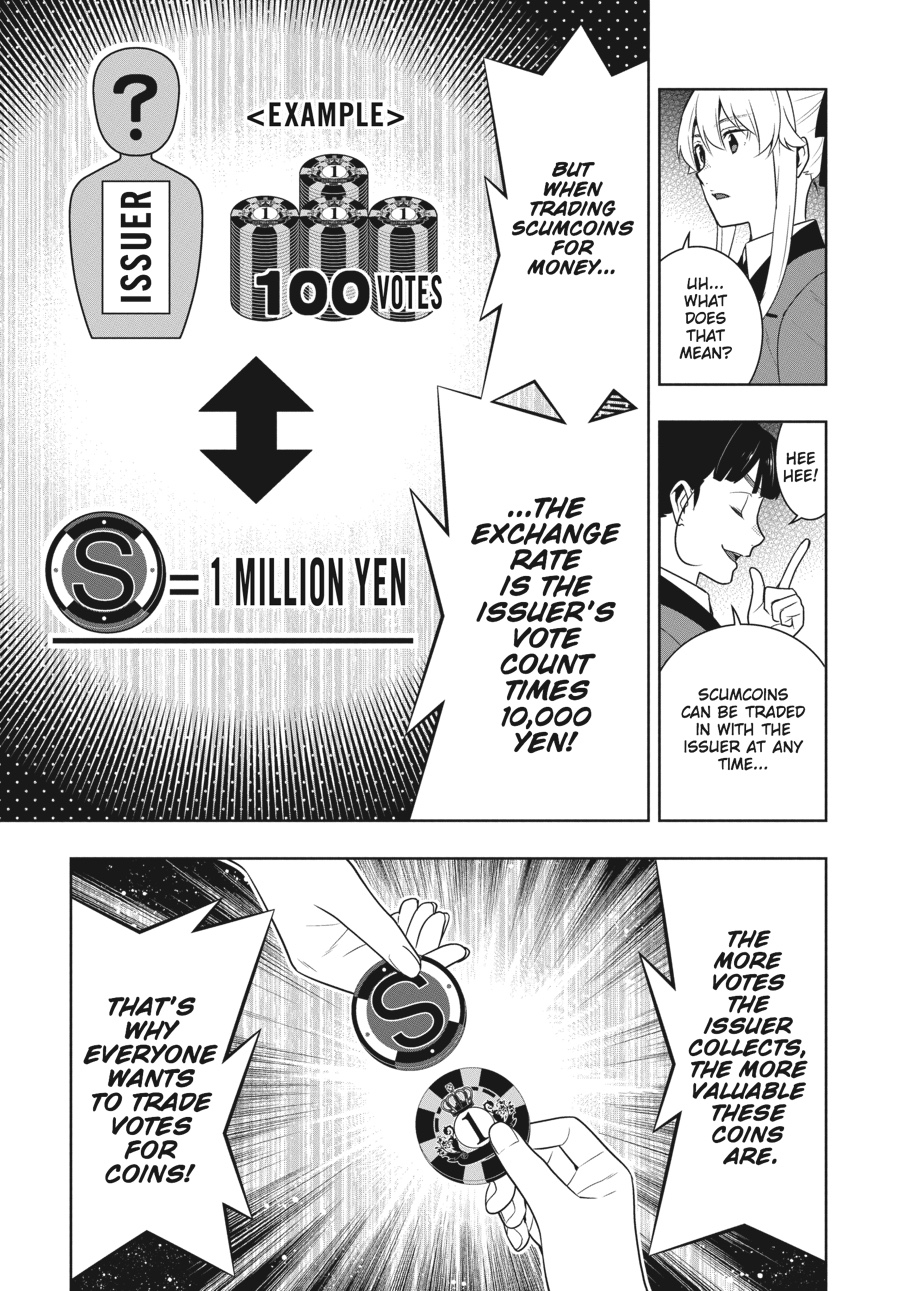 UH...
WHAT
DOES
THAT
MEAN?
HEE
HEE!
SCUMCOINS
CAN BE TRADED
IN WITH THE
ISSUER AT ANY
TIME...
BUT
WHEN
TRADING
SCUMCOINS
FOR
MONEY...
...THE
EXCHANGE
RATE
IS THE
ISSUER'S
VOTE
COUNT
TIMES
10,000
YEN!
?
ISSUER
<EXAMPLE>
1
1 1 1
100 VOTES
S = 1 MILLION YEN
THE
MORE
VOTES
THE
ISSUER
COLLECTS,
THE MORE
VALUABLE
THESE
COINS
ARE.
S
1
THAT'S
WHY
EVERYONE
WANTS
TO TRADE
VOTES
FOR
COINS!